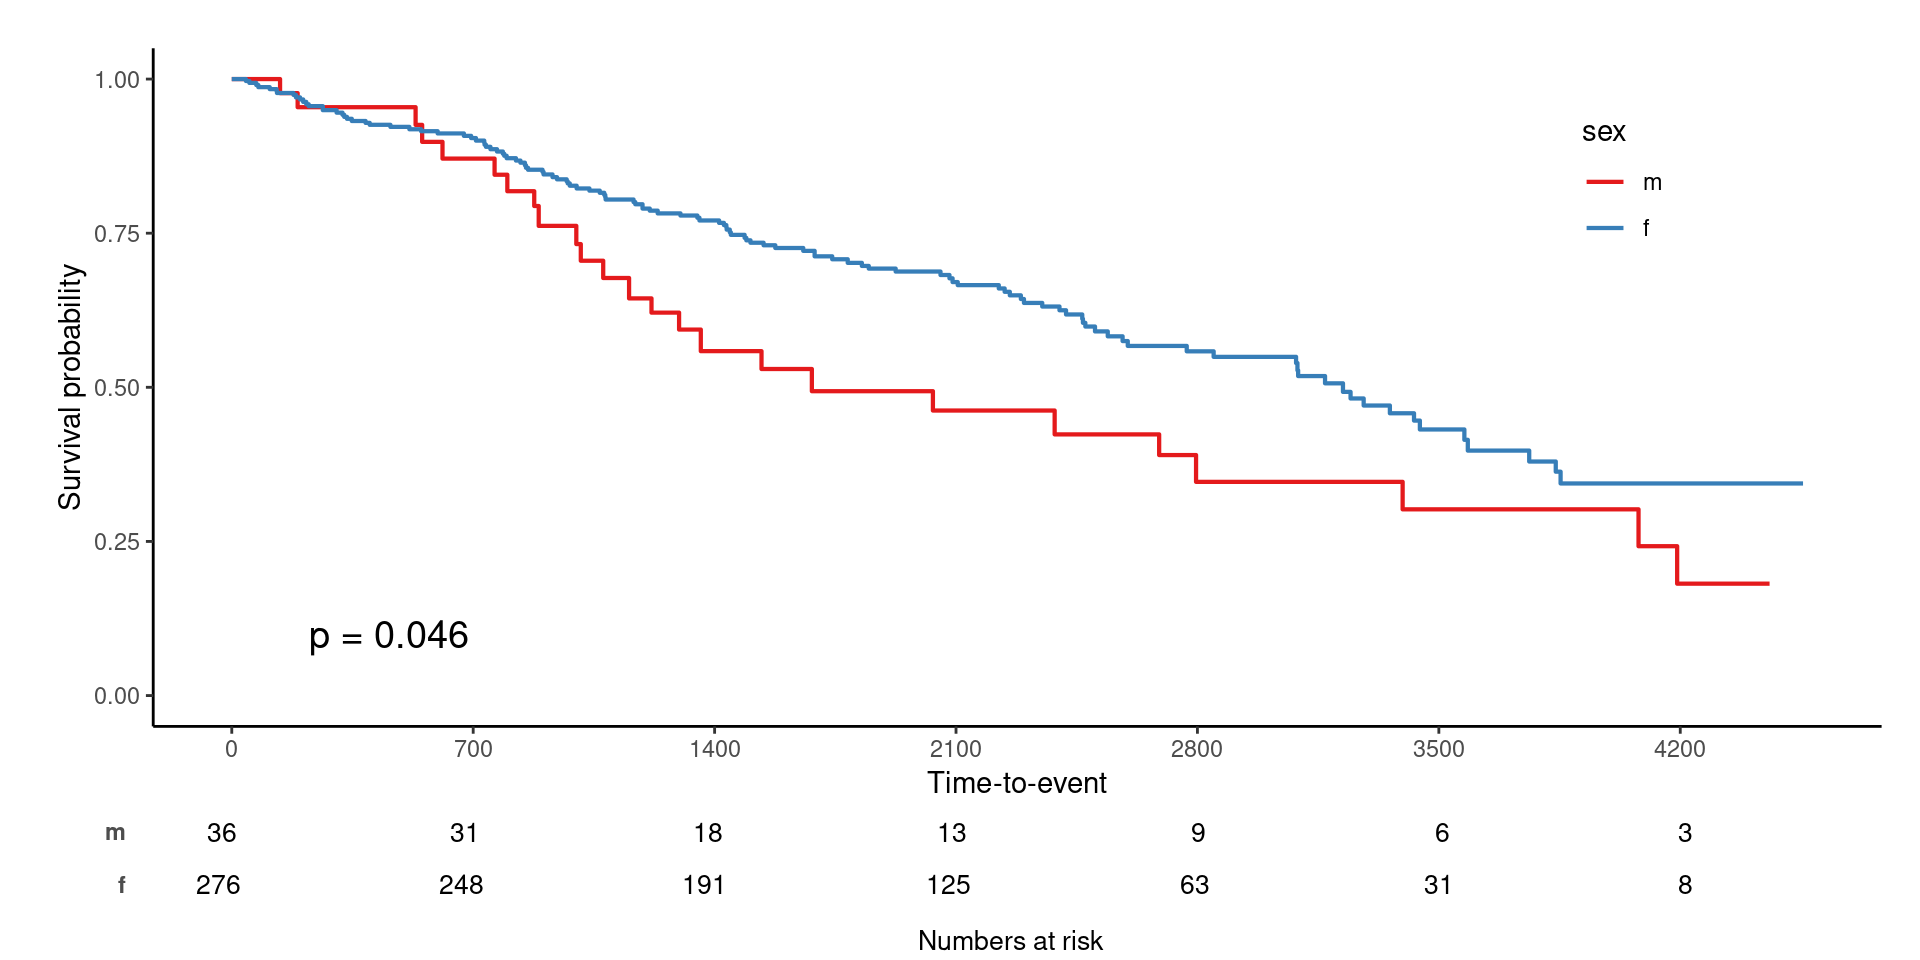 1.00
0.75
0.50
0.25
0.00
Survival probability
sex
m
f
p = 0.046
0 700 1400 2100 2800 3500 4200
Time-to-event
m 36 31 18 13 9 6 3
f 276 248 191 125 63 31 8
Numbers at risk